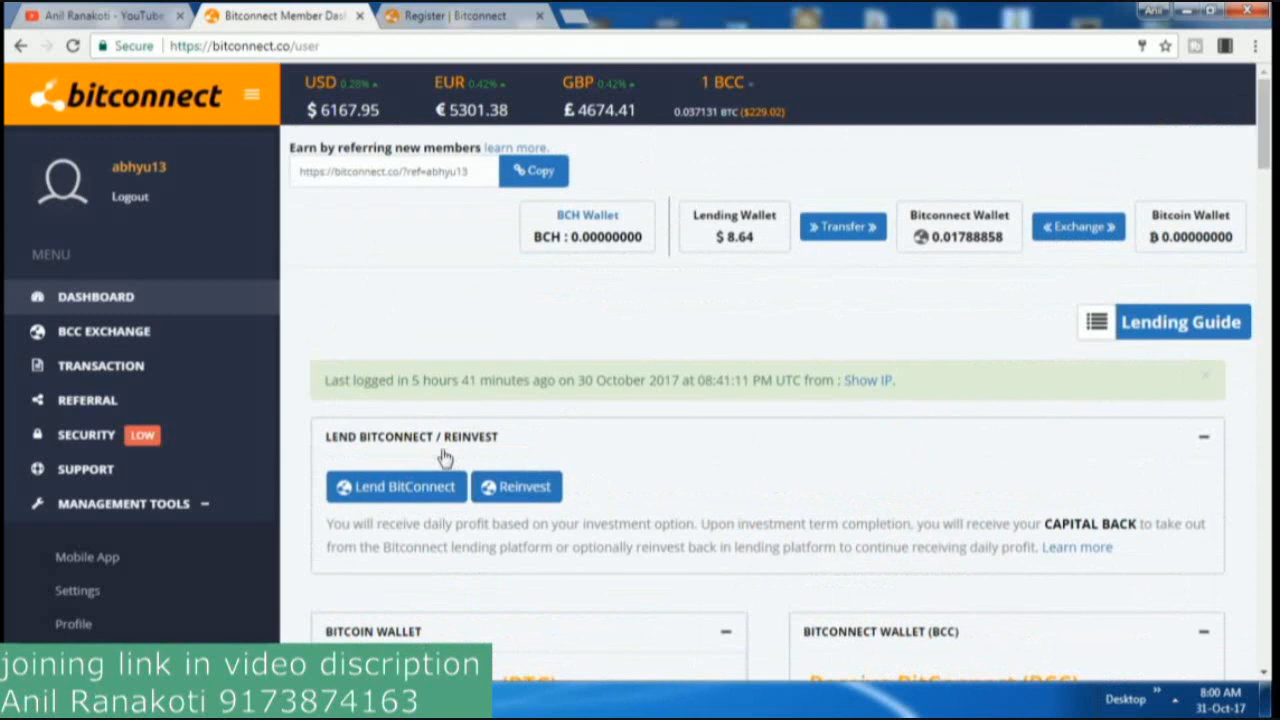 Anil Ranakoti - YouTube
Bitconnect Member Das
Register | Bitconnect
Anil
Secure https://bitconnect.co/user
bitconnect
USD 0.28% EUR 0.42% GBP 0.42% 1 BCC -
$ 6167.95 € 5301.38 £ 4674.41 0.037131 BTC ($229.02)
abhyu13
Logout
Earn by referring new members learn more.
https://bitconnect.co/?ref=abhyu13 Copy
BCH Wallet
BCH : 0.00000000
Lending Wallet
$ 8.64
Transfer
Bitconnect Wallet
0.01788858
Exchange
Bitcoin Wallet
0.00000000
MENU
DASHBOARD
BCC EXCHANGE
TRANSACTION
REFERRAL
SECURITY LOW
SUPPORT
MANAGEMENT TOOLS −
Mobile App
Settings
Profile
Lending Guide
Last logged in 5 hours 41 minutes ago on 30 October 2017 at 08:41:11 PM UTC from : Show IP.
LEND BITCONNECT / REINVEST
Lend BitConnect Reinvest
You will receive daily profit based on your investment option. Upon investment term completion, you will receive your CAPITAL BACK to take out
from the Bitconnect lending platform or optionally reinvest back in lending platform to continue receiving daily profit. Learn more
BITCOIN WALLET
BITCONNECT WALLET (BCC)
joining link in video discription
Anil Ranakoti 9173874163
Desktop
8:00 AM
31-Oct-17